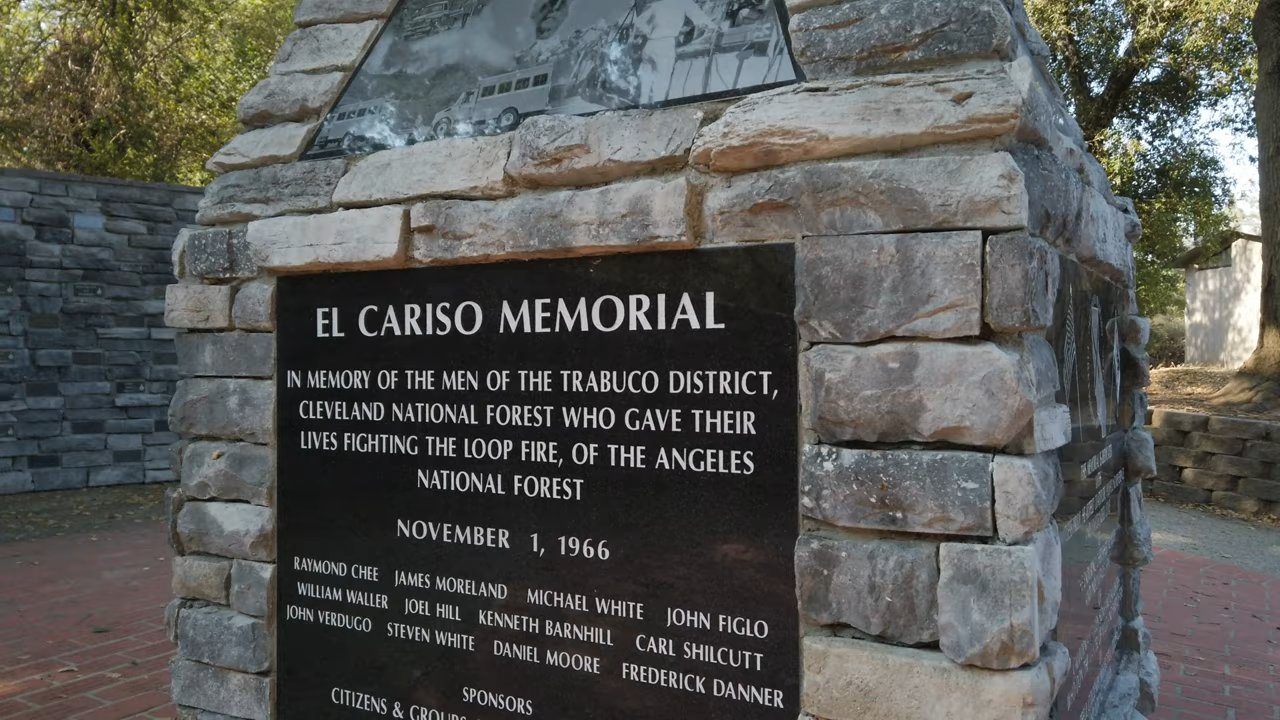 EL CARISO MEMORIAL
IN MEMORY OF THE MEN OF THE TRABUCO DISTRICT,
CLEVELAND NATIONAL FOREST WHO GAVE THEIR
LIVES FIGHTING THE LOOP FIRE, OF THE ANGELES
NATIONAL FOREST
NOVEMBER 1, 1966
RAYMOND CHEE JAMES MORELAND MICHAEL WHITE JOHN FIGLO
WILLIAM WALLER JOEL HILL KENNETH BARNHILL CARL SHILCUTT
JOHN VERDUGO STEVEN WHITE DANIEL MOORE FREDERICK DANNER
SPONSORS
CITIZENS & GROUPS